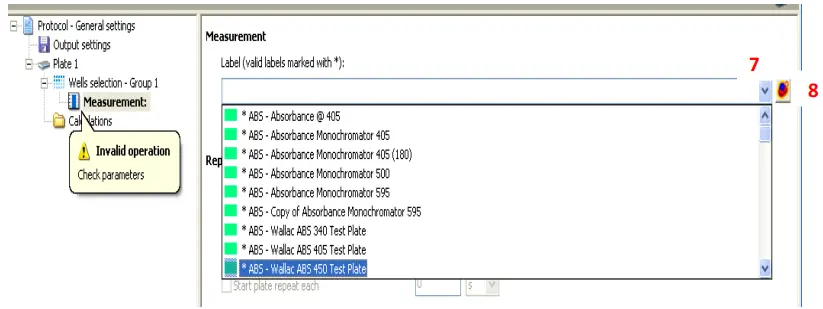 Protocol - General settings
Output settings
Plate 1
Wells selection - Group 1
Measurement:
Cal lations
Invalid operation
Check parameters
Measurement
Label (valid labels marked with *):
7
8
* ABS - Absorbance @ 405
* ABS - Absorbance Monochromator 405
* ABS - Absorbance Monochromator 405 (180)
* ABS - Absorbance Monochromator 500
Rep
* ABS - Absorbance Monochromator 595
* ABS - Copy of Absorbance Monochromator 595
* ABS - Wallac ABS 340 Test Plate
* ABS - Wallac ABS 405 Test Plate
* ABS - Wallac ABS 450 Test Plate
Start plate repeat each 0 s